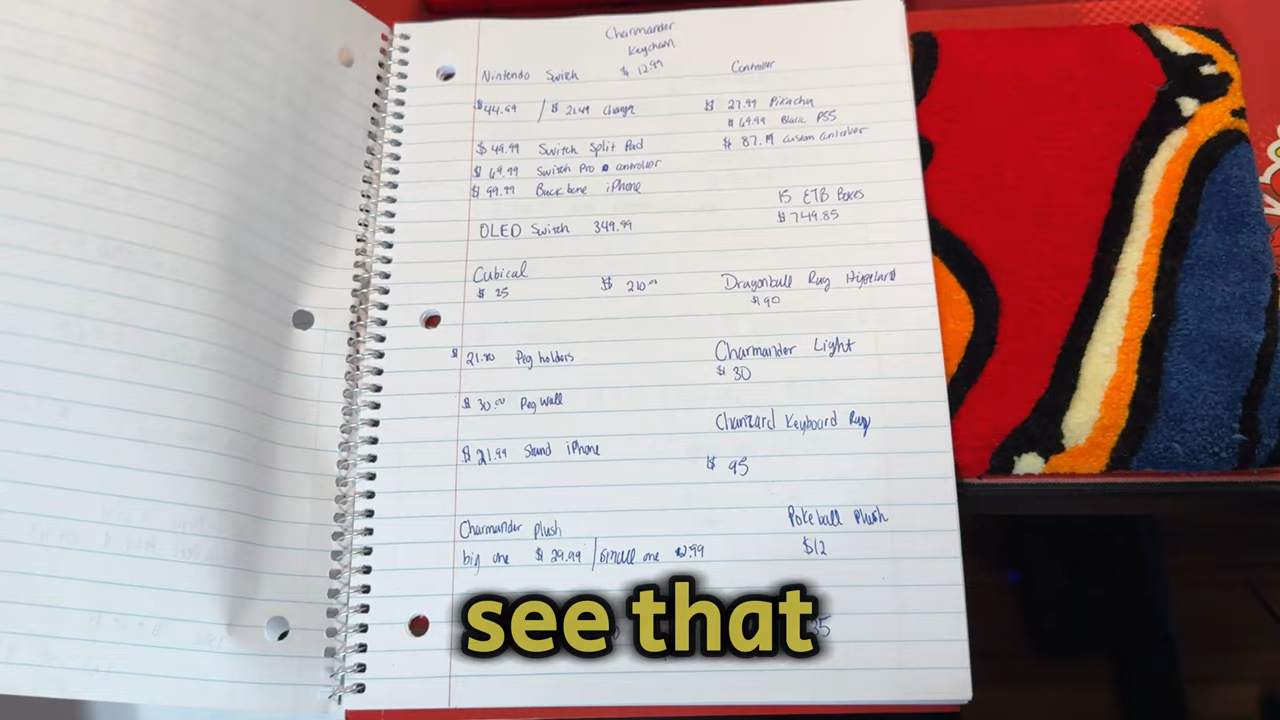 Charmander
Keychain
$ 12.99
Nintendo Switch
Controller
$44.99 / $ 21.49 charger
$ 27.99 Pikachu
$ 69.99 Black PS5
$ 87.19 custom controller
$ 49.99 Switch Split Pad
$ 69.99 Switch Pro controller
$ 99.99 Backbone iPhone
15 ETB Boxes
$ 749.85
OLED Switch 349.99
Cubical
$ 25
$ 210.00
Dragonball Rug
$ 90
$ 21.90 Peg holders
Charmander Light
$ 30
$ 30.00 Peg Wall
Charizard Keyboard Rug
$ 95
$ 21.99 Stand iPhone
Charmander plush
big one $ 29.99 / small one
Pokeball plush
$12
see that